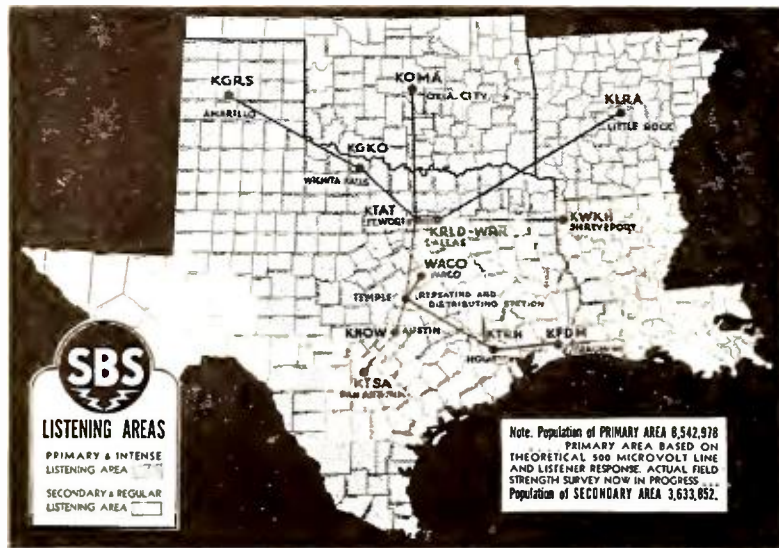 KGRS
AMARILLO
KOMA
OKLA. CITY
KLRA
LITTLE ROCK
KGKO
WICHITA FALLS
KTAT
FT. WORTH
KRLD-WRR
DALLAS
KWKH
SHREVEPORT
WACO
WACO
TEMPLE
REPEATING AND
DISTRIBUTING STATION
KNOW
AUSTIN
KTRH
KFDM
KTSA
SAN ANTONIO
SBS
LISTENING AREAS
PRIMARY & INTENSE
LISTENING AREA
SECONDARY & REGULAR
LISTENING AREA
Note. Population of PRIMARY AREA 8,542,978
.... PRIMARY AREA BASED ON
THEORETICAL 500 MICROVOLT LINE
AND LISTENER RESPONSE. ACTUAL FIELD
STRENGTH SURVEY NOW IN PROGRESS ...
Population of SECONDARY AREA 3,633,852.